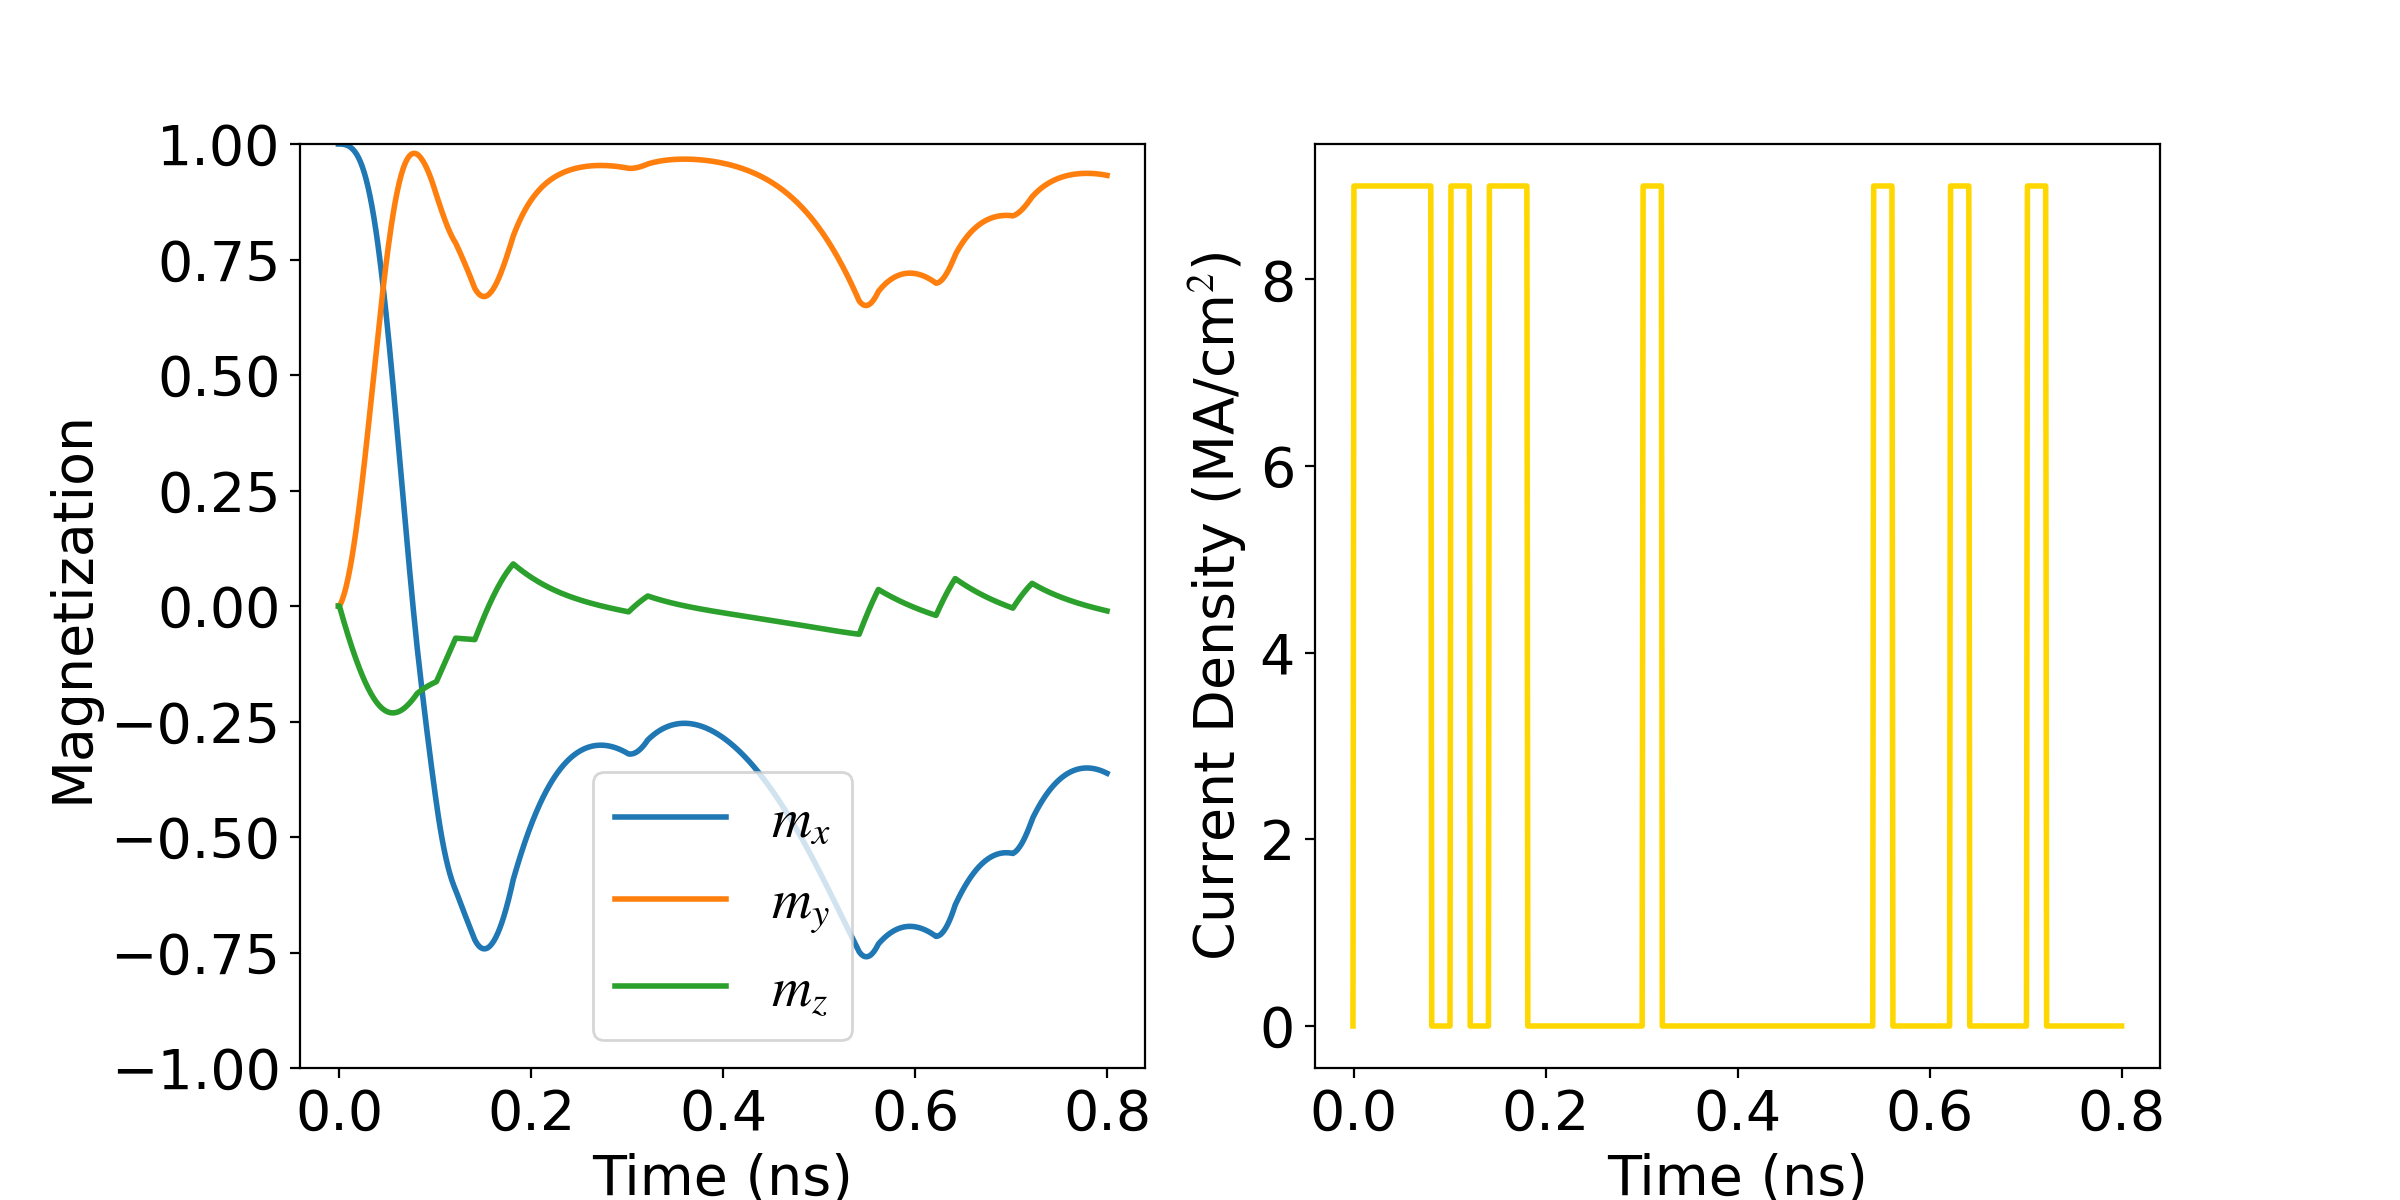 Magnetization
1.00
0.75
0.50
0.25
0.00
−0.25
−0.50
−0.75
−1.00
0.0 0.2 0.4 0.6 0.8
Time (ns)
m_x
m_y
m_z
Current Density (MA/cm²)
8
6
4
2
0
0.0 0.2 0.4 0.6 0.8
Time (ns)